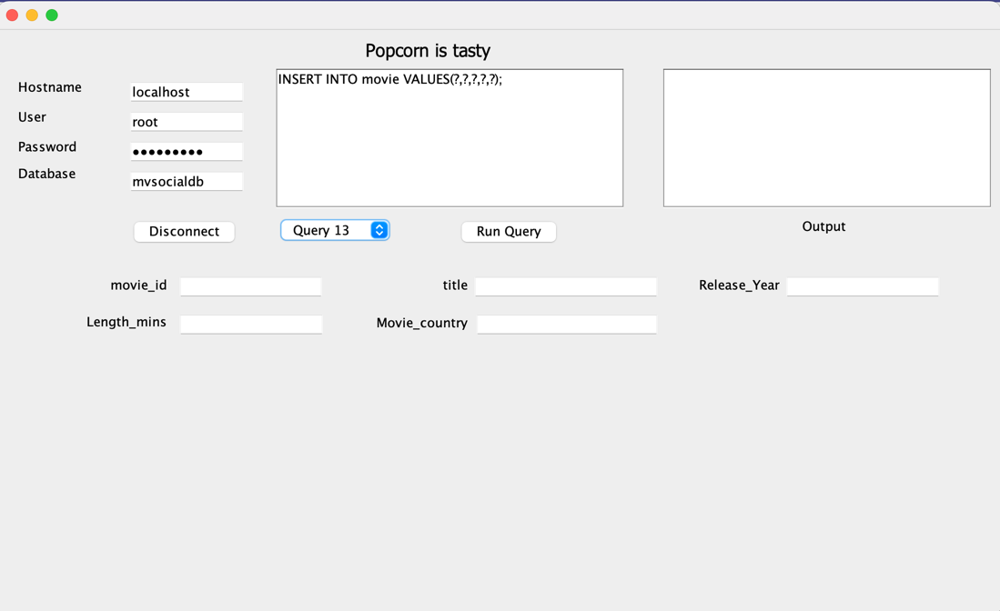 Popcorn is tasty
Hostname localhost
User root
Password •••••••••
Database mvsocialdb
INSERT INTO movie VALUES(?,?,?,?,?);
Disconnect Query 13 Run Query Output
movie_id title Release_Year
Length_mins Movie_country